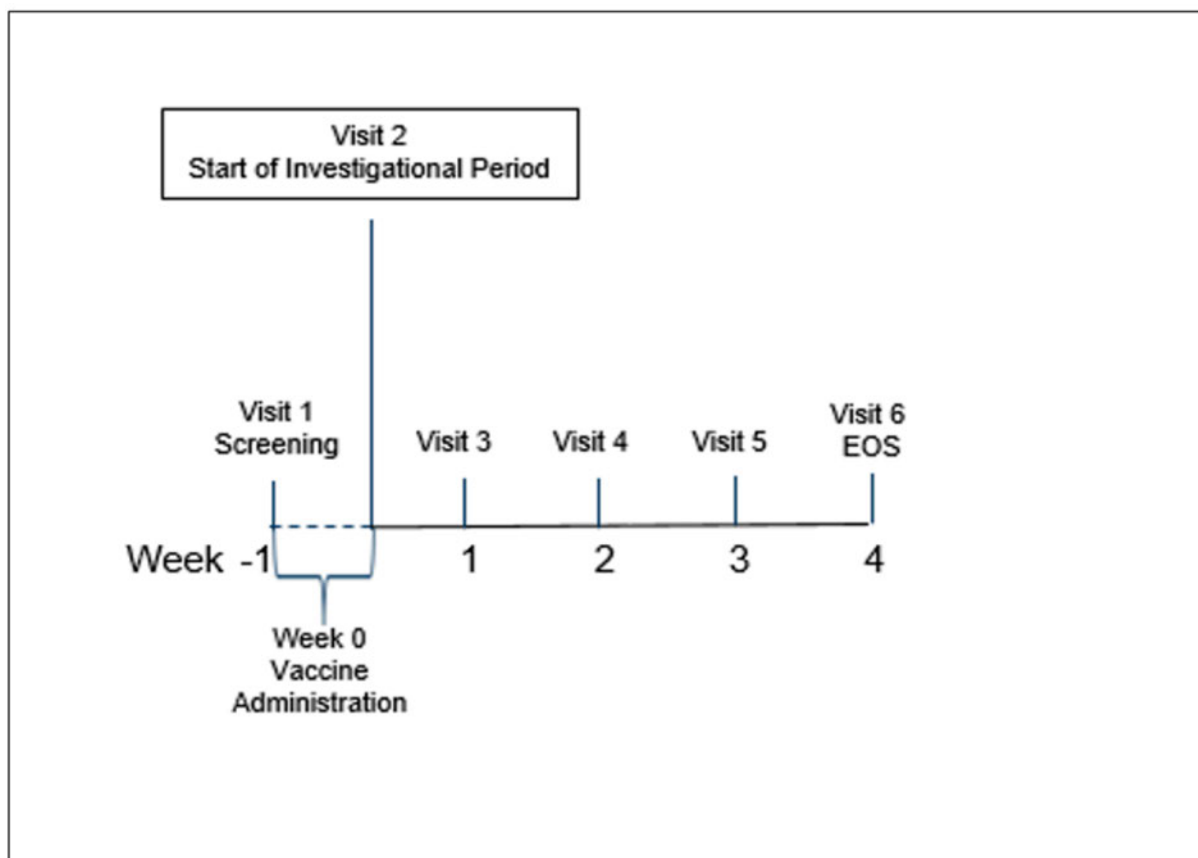 Visit 2
Start of Investigational Period
Visit 1
Screening
Visit 3
Visit 4
Visit 5
Visit 6
EOS
Week -1
1
2
3
4
Week 0
Vaccine
Administration